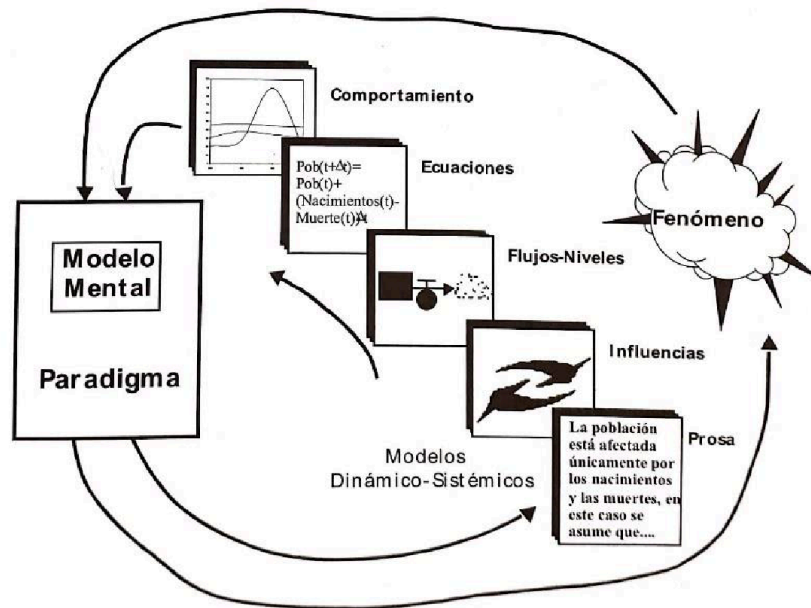 Comportamiento
Pob(t+Δt)=
Pob(t)+
(Nacimientos(t)-
Muerte(t))Δt
Ecuaciones
Fenómeno
Modelo
Mental
Paradigma
Flujos-Niveles
Influencias
Modelos
Dinámico-Sistémicos
Prosa
La población
está afectada
únicamente por
los nacimientos
y las muertes, en
este caso se
asume que....